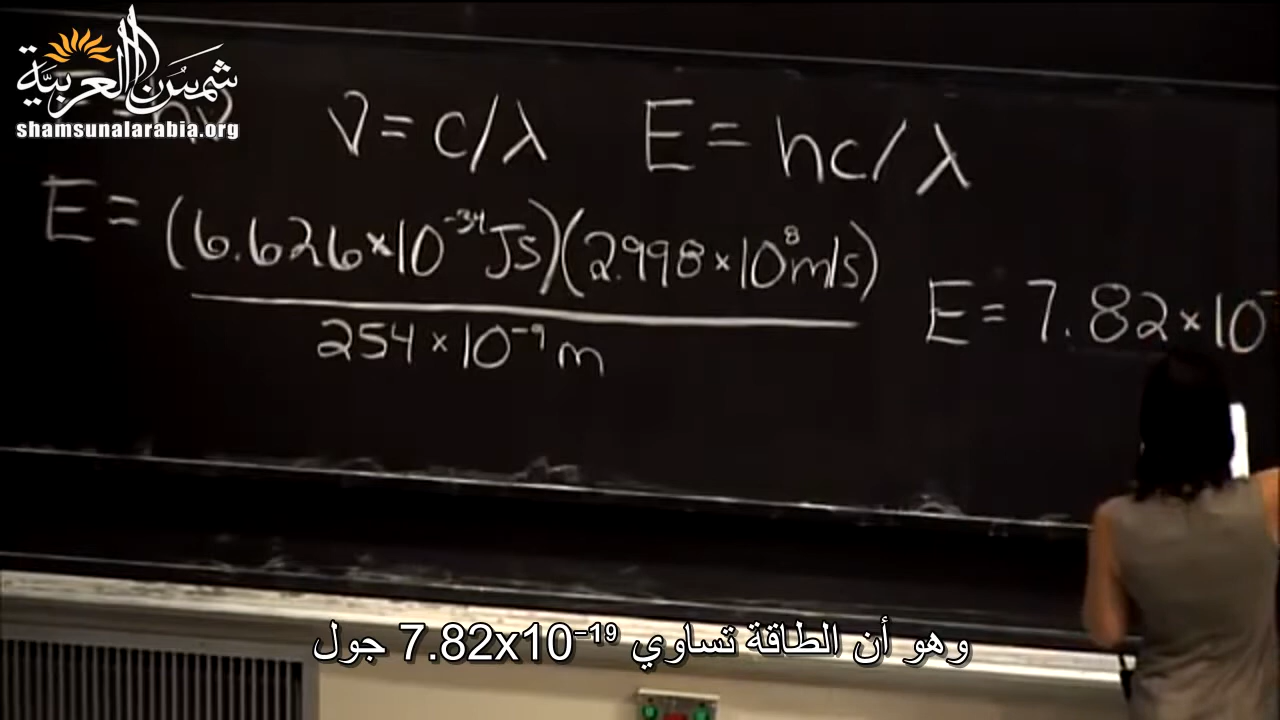 شمس العربية
shamsunalarabia.org
=hν
ν = c/λ
E = hc/λ
E = (6.626×10⁻³⁴ Js)(2.998×10⁸ m/s)
254×10⁻⁹ m
E = 7.82×10⁻
وهو أن الطاقة تساوي 7.82x10⁻¹⁹ جول